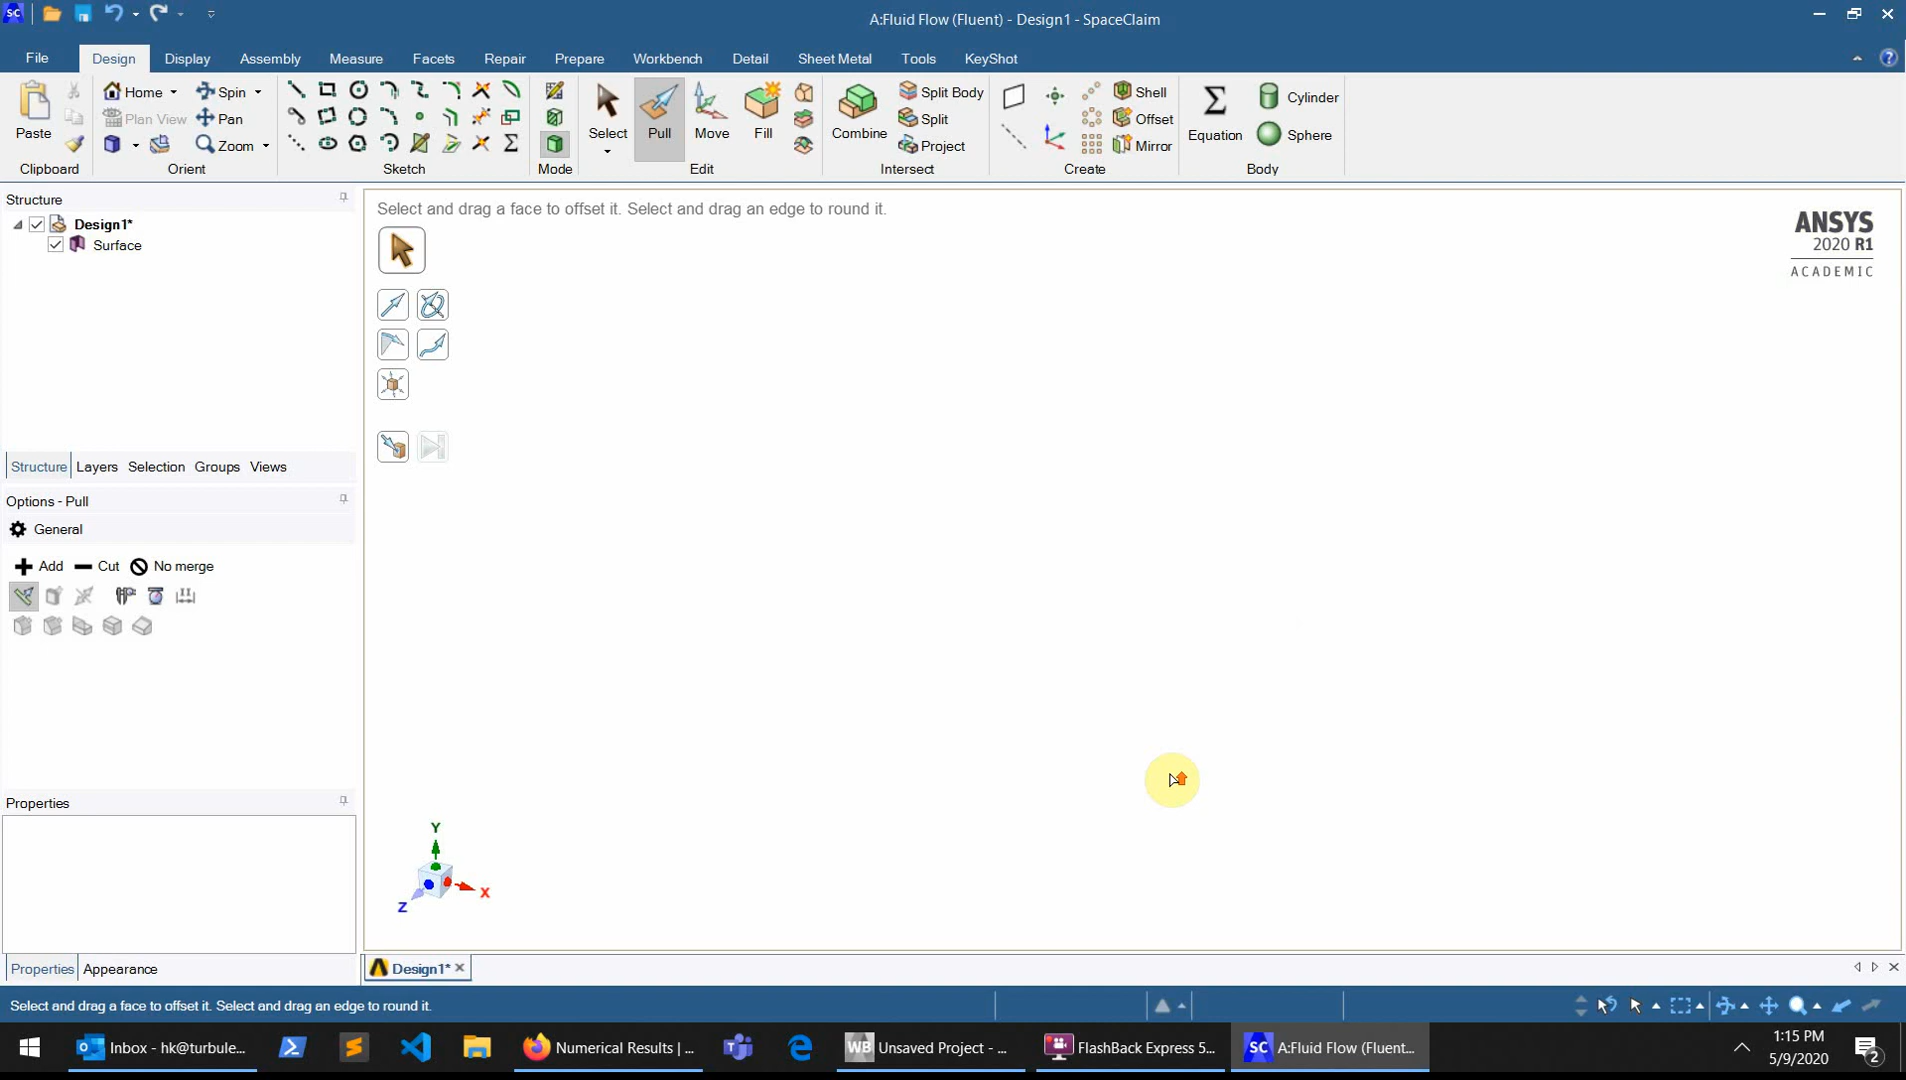 SC
A:Fluid Flow (Fluent) - Design1 - SpaceClaim
File Design Display Assembly Measure Facets Repair Prepare Workbench Detail Sheet Metal Tools KeyShot
Home Spin Split Body Shell Cylinder
Plan View Pan Split Offset
Paste Select Pull Move Fill Combine Equation Sphere
Zoom Project Mirror
Clipboard Orient Sketch Mode Edit Intersect Create Body
Structure
Design1*
Surface
Select and drag a face to offset it. Select and drag an edge to round it.
ANSYS
2020 R1
ACADEMIC
Structure Layers Selection Groups Views
Options - Pull
General
Add Cut No merge
Properties
Y
X
Z
Properties Appearance
Design1*
Select and drag a face to offset it. Select and drag an edge to round it.
Inbox - hk@turbule...
Numerical Results | ...
WB Unsaved Project - ...
FlashBack Express 5...
SC A:Fluid Flow (Fluent...
1:15 PM
5/9/2020
2